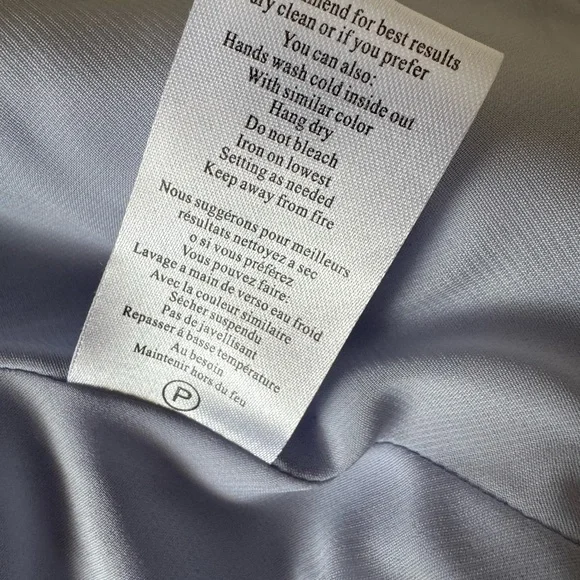 mend for best results
dry clean or if you prefer
You can also:
Hands wash cold inside out
With similar color
Hang dry
Do not bleach
Iron on lowest
Setting as needed
Keep away from fire
Nous suggérons pour meilleurs
résultats nettoyez a sec
o si vous préférez
Vous pouvez faire:
Lavage a main de verso eau froid
Avec la couleur similaire
Sécher suspendu
Pas de javellisant
Repasser á basse température
Au besoin
Maintenir hors du feu
P